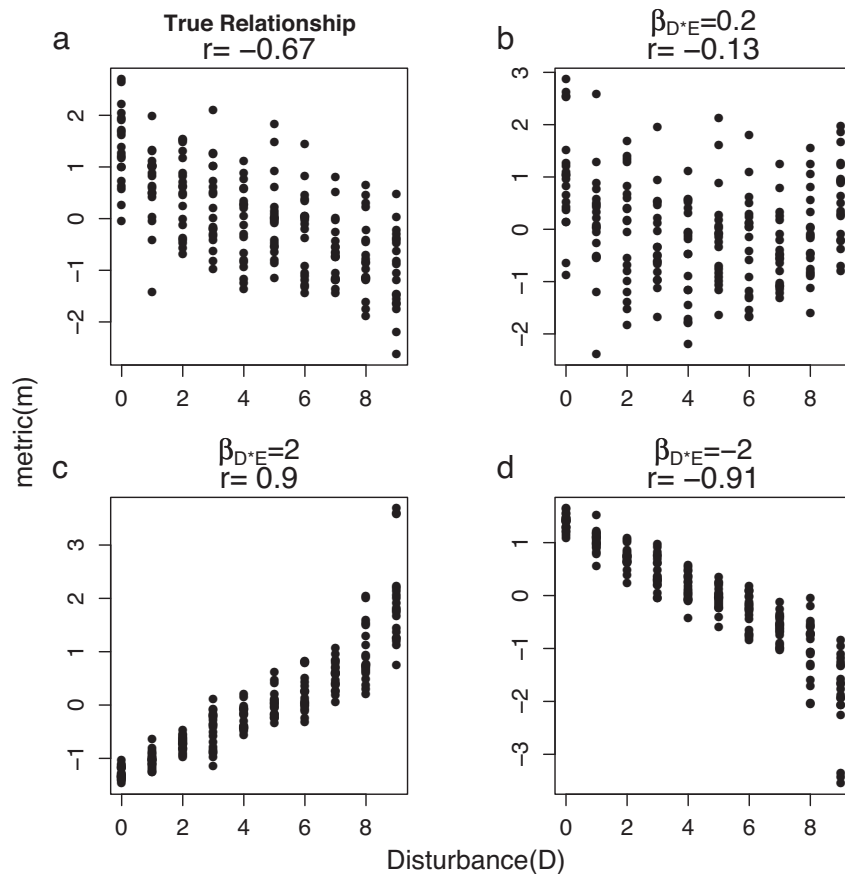 a
True Relationship
r= −0.67
2
1
0
−1
−2
0 2 4 6 8
b
βD*E=0.2
r= −0.13
3
2
1
0
−1
−2
0 2 4 6 8
c
βD*E=2
r= 0.9
3
2
1
0
−1
0 2 4 6 8
d
βD*E=−2
r= −0.91
1
0
−1
−2
−3
0 2 4 6 8
metric(m)
Disturbance(D)